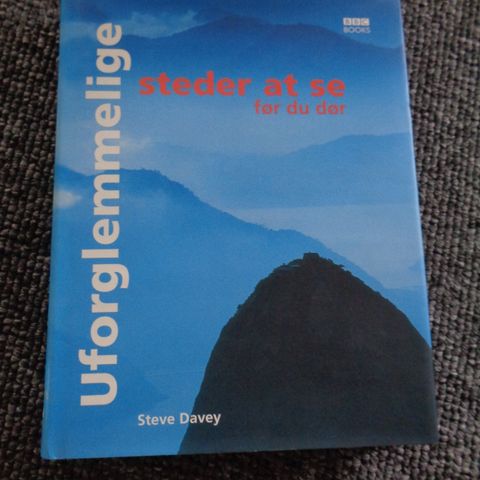 BBC
BOOKS
Uforglemmelige
steder at se
før du dør
Steve Davey